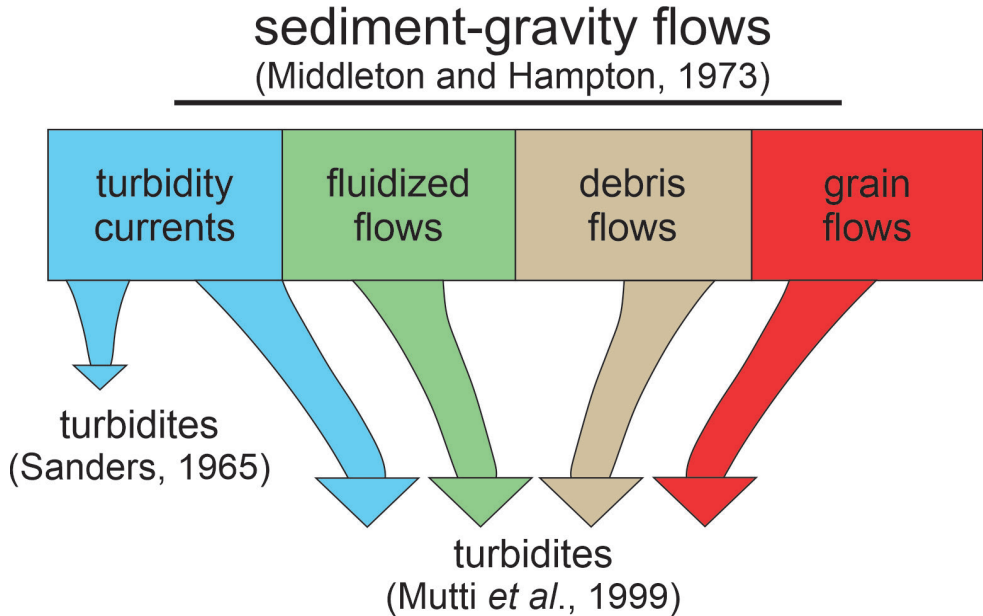 sediment-gravity flows
(Middleton and Hampton, 1973)
turbidity
currents
fluidized
flows
debris
flows
grain
flows
turbidites
(Sanders, 1965)
turbidites
(Mutti et al., 1999)